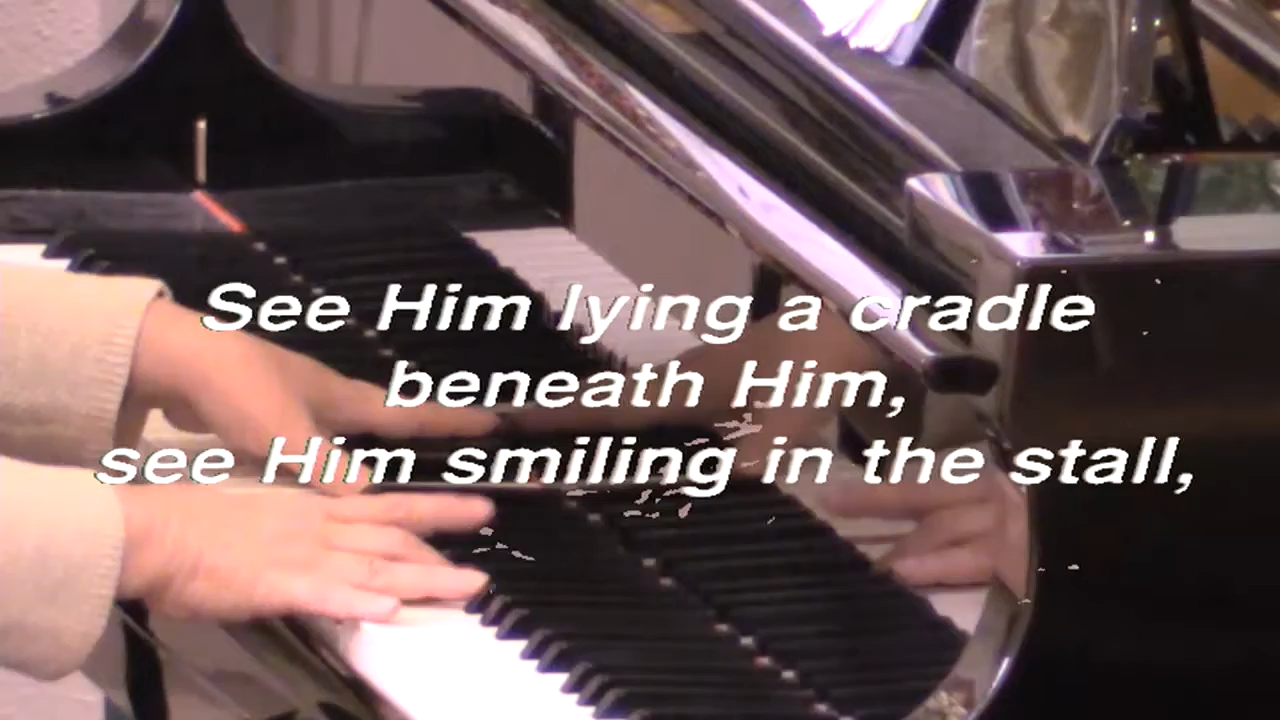 See Him lying a cradle
beneath Him,
see Him smiling in the stall,